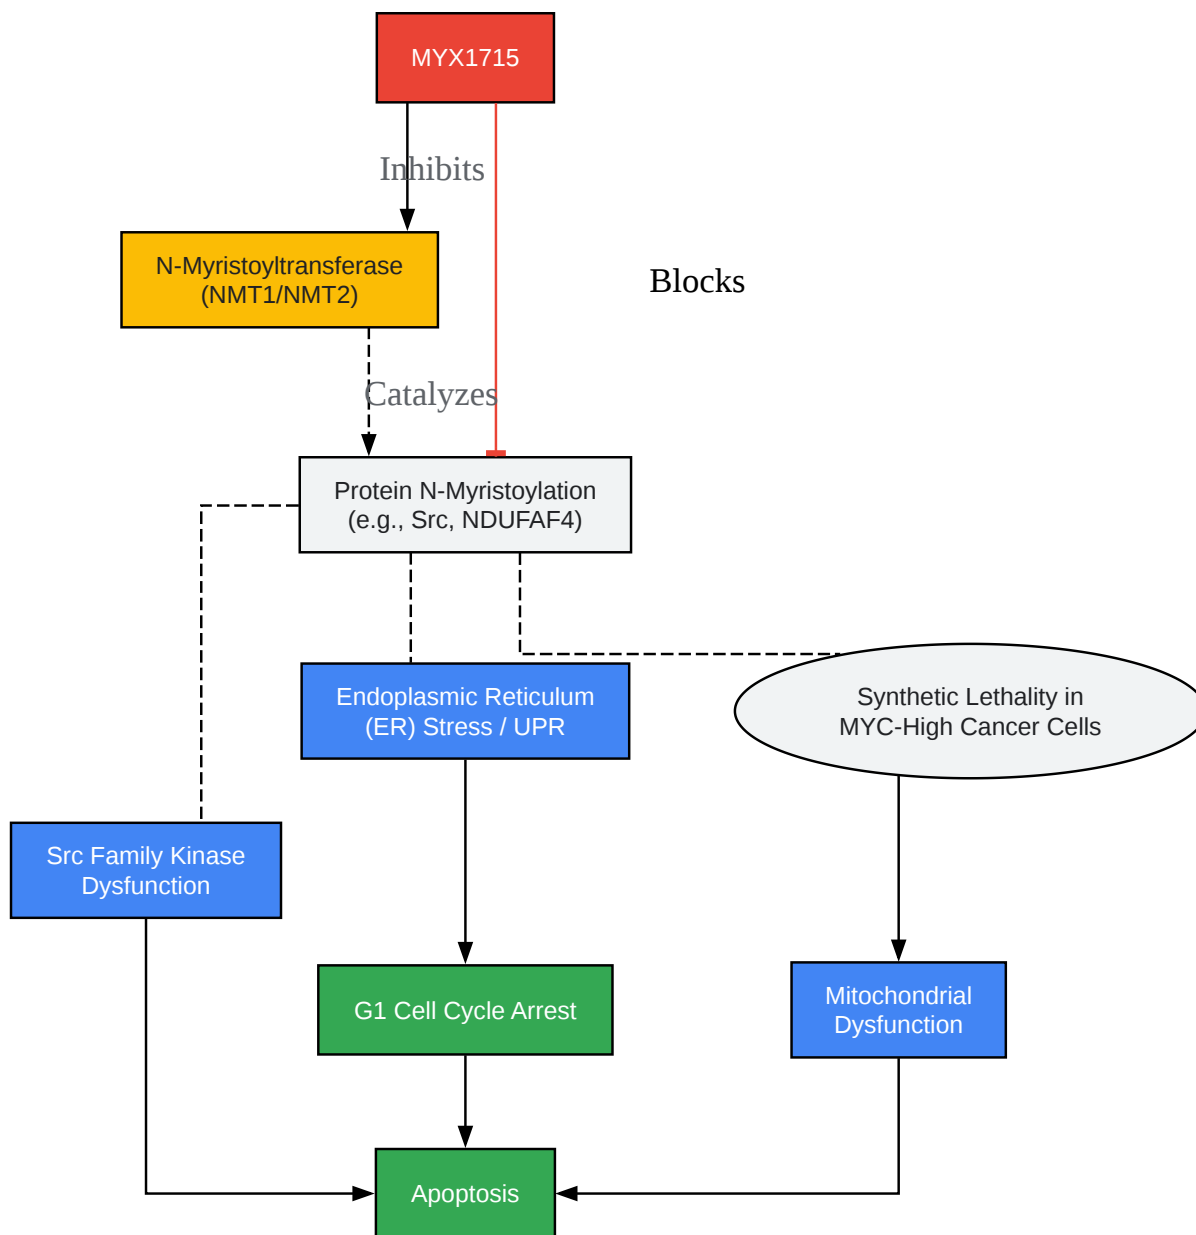 MYX1715
Inhibits
N-Myristoyltransferase
(NMT1/NMT2)
Blocks
Catalyzes
Protein N-Myristoylation
(e.g., Src, NDUFAF4)
Endoplasmic Reticulum
(ER) Stress / UPR
Synthetic Lethality in
MYC-High Cancer Cells
Src Family Kinase
Dysfunction
G1 Cell Cycle Arrest
Mitochondrial
Dysfunction
Apoptosis